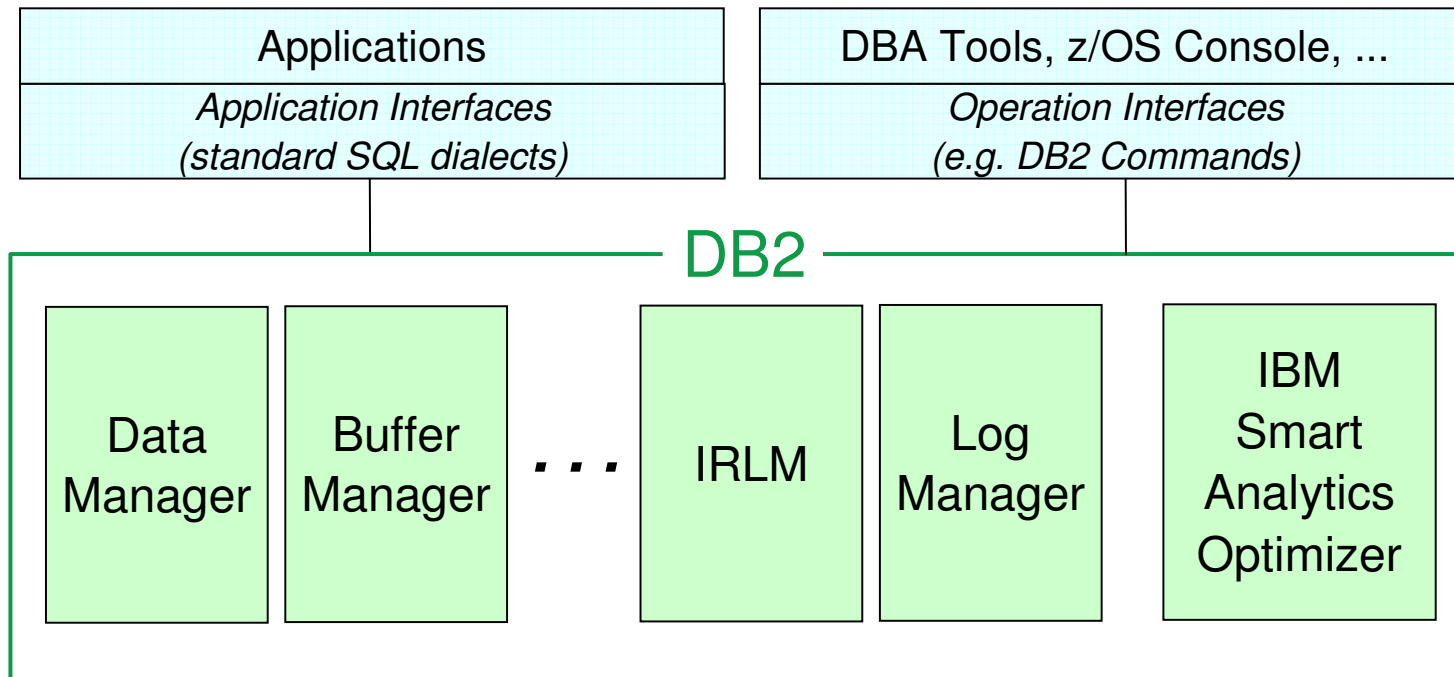 Applications
Application Interfaces
(standard SQL dialects)
DBA Tools, z/OS Console, ...
Operation Interfaces
(e.g. DB2 Commands)
DB2
Data
Manager
Buffer
Manager
. . .
IRLM
Log
Manager
IBM
Smart
Analytics
Optimizer